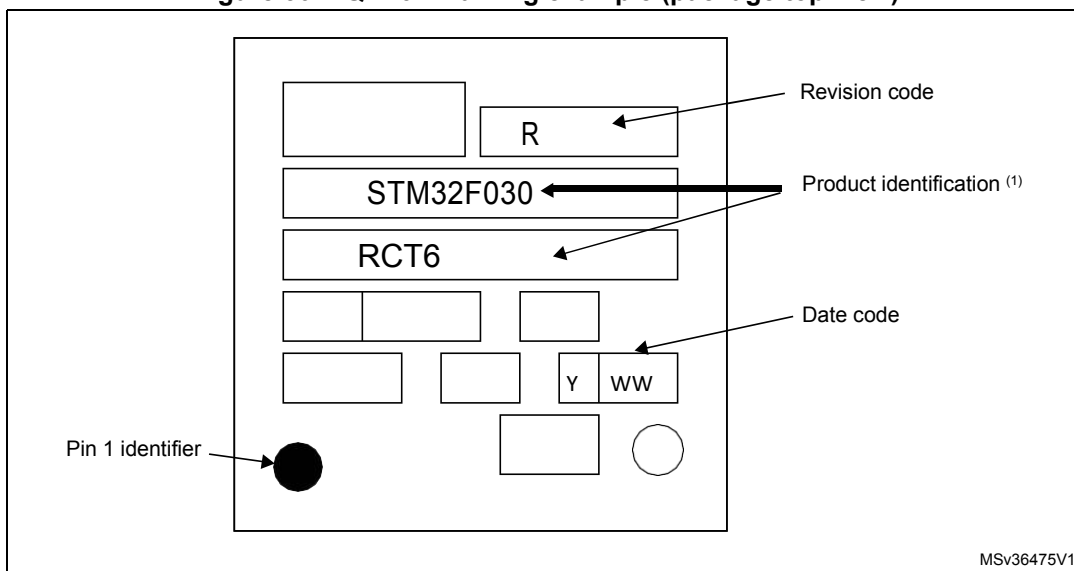 Revision code
R
STM32F030
Product identification (1)
RCT6
Date code
Y WW
Pin 1 identifier
MSv36475V1